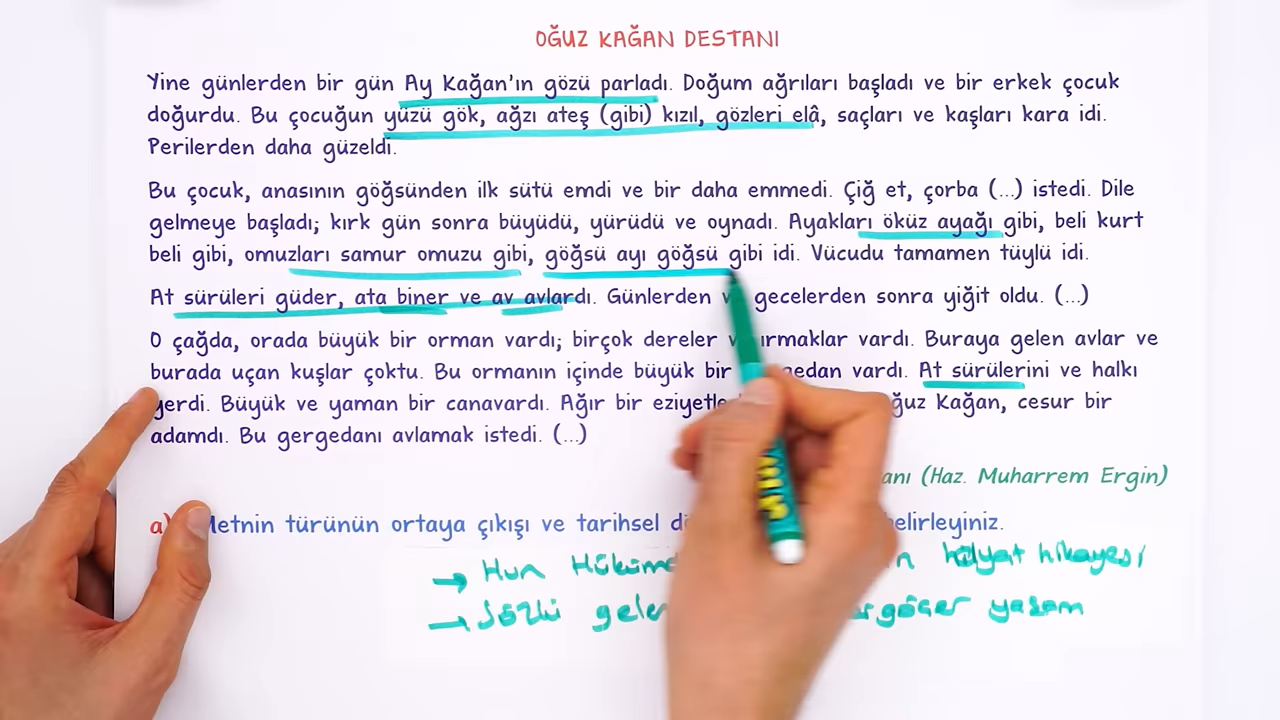 OĞUZ KAĞAN DESTANI
Yine günlerden bir gün Ay Kağan'ın gözü parladı. Doğum ağrıları başladı ve bir erkek çocuk
doğurdu. Bu çocuğun yüzü gök, ağzı ateş (gibi) kızıl, gözleri elâ, saçları ve kaşları kara idi.
Perilerden daha güzeldi.
Bu çocuk, anasının göğsünden ilk sütü emdi ve bir daha emmedi. Çiğ et, çorba (...) istedi. Dile
gelmeye başladı; kırk gün sonra büyüdü, yürüdü ve oynadı. Ayakları öküz ayağı gibi, beli kurt
beli gibi, omuzları samur omuzu gibi, göğsü ayı göğsü gibi idi. Vücudu tamamen tüylü idi.
At sürüleri güder, ata biner ve av avlardı. Günlerden gecelerden sonra yiğit oldu. (...)
O çağda, orada büyük bir orman vardı; birçok dereler ırmaklar vardı. Buraya gelen avlar ve
burada uçan kuşlar çoktu. Bu ormanın içinde büyük bir vardı. At sürülerini ve halkı
yerdi. Büyük ve yaman bir canavardı. Ağır bir Kağan, cesur bir
adamdı. Bu gergedanı avlamak istedi. (...)
(Haz. Muharrem Ergin)
a) Metnin türünün ortaya çıkışı ve tarihsel belirleyiniz.
→ Hun hikayesi
→ Sözlü yaşam